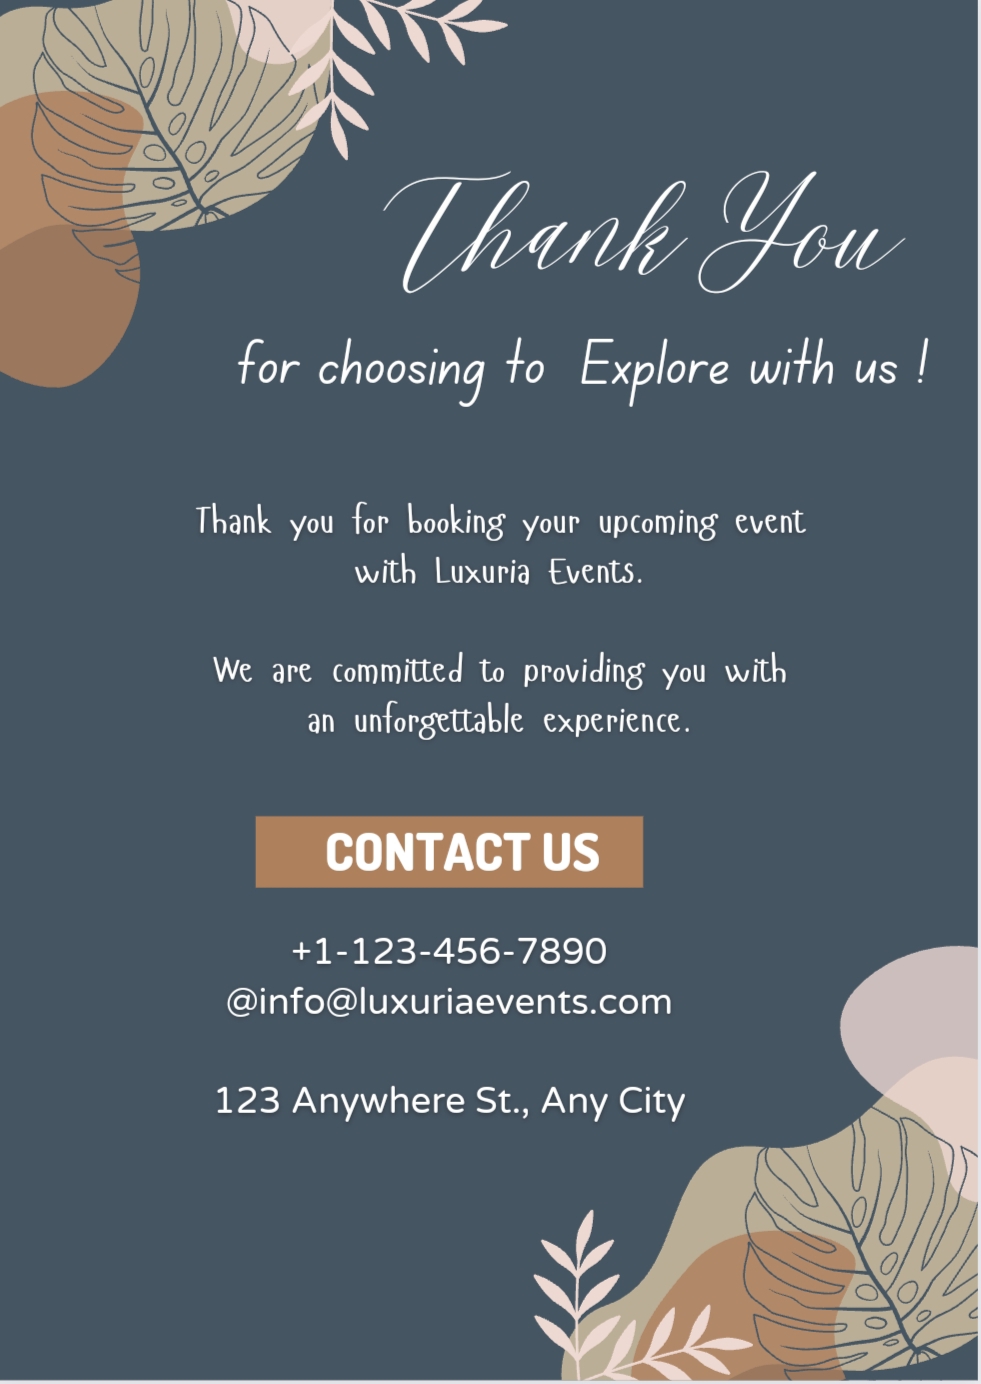 Thank You
for choosing to Explore with us !
Thank you for booking your upcoming event
with Luxuria Events.
We are committed to providing you with
an unforgettable experience.
CONTACT US
+1-123-456-7890
@info@luxuriaevents.com
123 Anywhere St., Any City